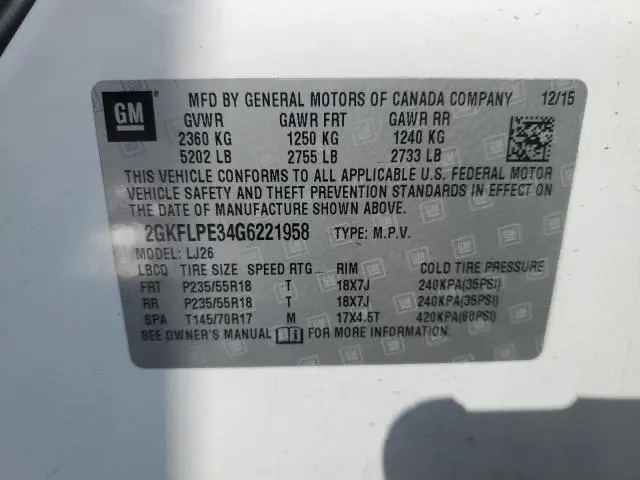 GM
MFD BY GENERAL MOTORS OF CANADA COMPANY 12/15
GVWR GAWR FRT GAWR RR
2360 KG 1250 KG 1240 KG
5202 LB 2755 LB 2733 LB
THIS VEHICLE CONFORMS TO ALL APPLICABLE U.S. FEDERAL MOTOR
VEHICLE SAFETY AND THEFT PREVENTION STANDARDS IN EFFECT ON
THE DATE OF MANUFACTURE SHOWN ABOVE.
2GKFLPE34G6221958 TYPE: M.P.V.
MODEL: LJ26
LBCQ TIRE SIZE SPEED RTG RIM COLD TIRE PRESSURE
FRT P235/55R18 T 18X7J 240KPA(35PSI)
RR P235/55R18 T 18X7J 240KPA(35PSI)
SPA T145/70R17 M 17X4.5T 420KPA(60PSI)
SEE OWNER'S MANUAL FOR MORE INFORMATION.